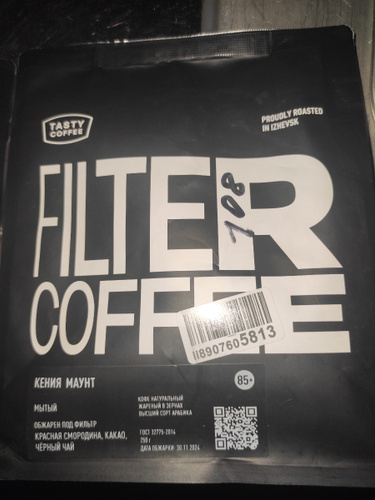 TASTY
COFFEE
PROUDLY ROASTED
IN IZHEVSK
FILTER
108
COFFEE
II8907605813
КЕНИЯ МАУНТ
85+
МЫТЫЙ
ОБЖАРЕН ПОД ФИЛЬТР
КРАСНАЯ СМОРОДИНА, КАКАО,
ЧЁРНЫЙ ЧАЙ
КОФЕ НАТУРАЛЬНЫЙ
ЖАРЕНЫЙ В ЗЕРНАХ
ВЫСШИЙ СОРТ АРАБИКА
ГОСТ 32775-2014
250 г
ДАТА ОБЖАРКИ: 30.11.2024